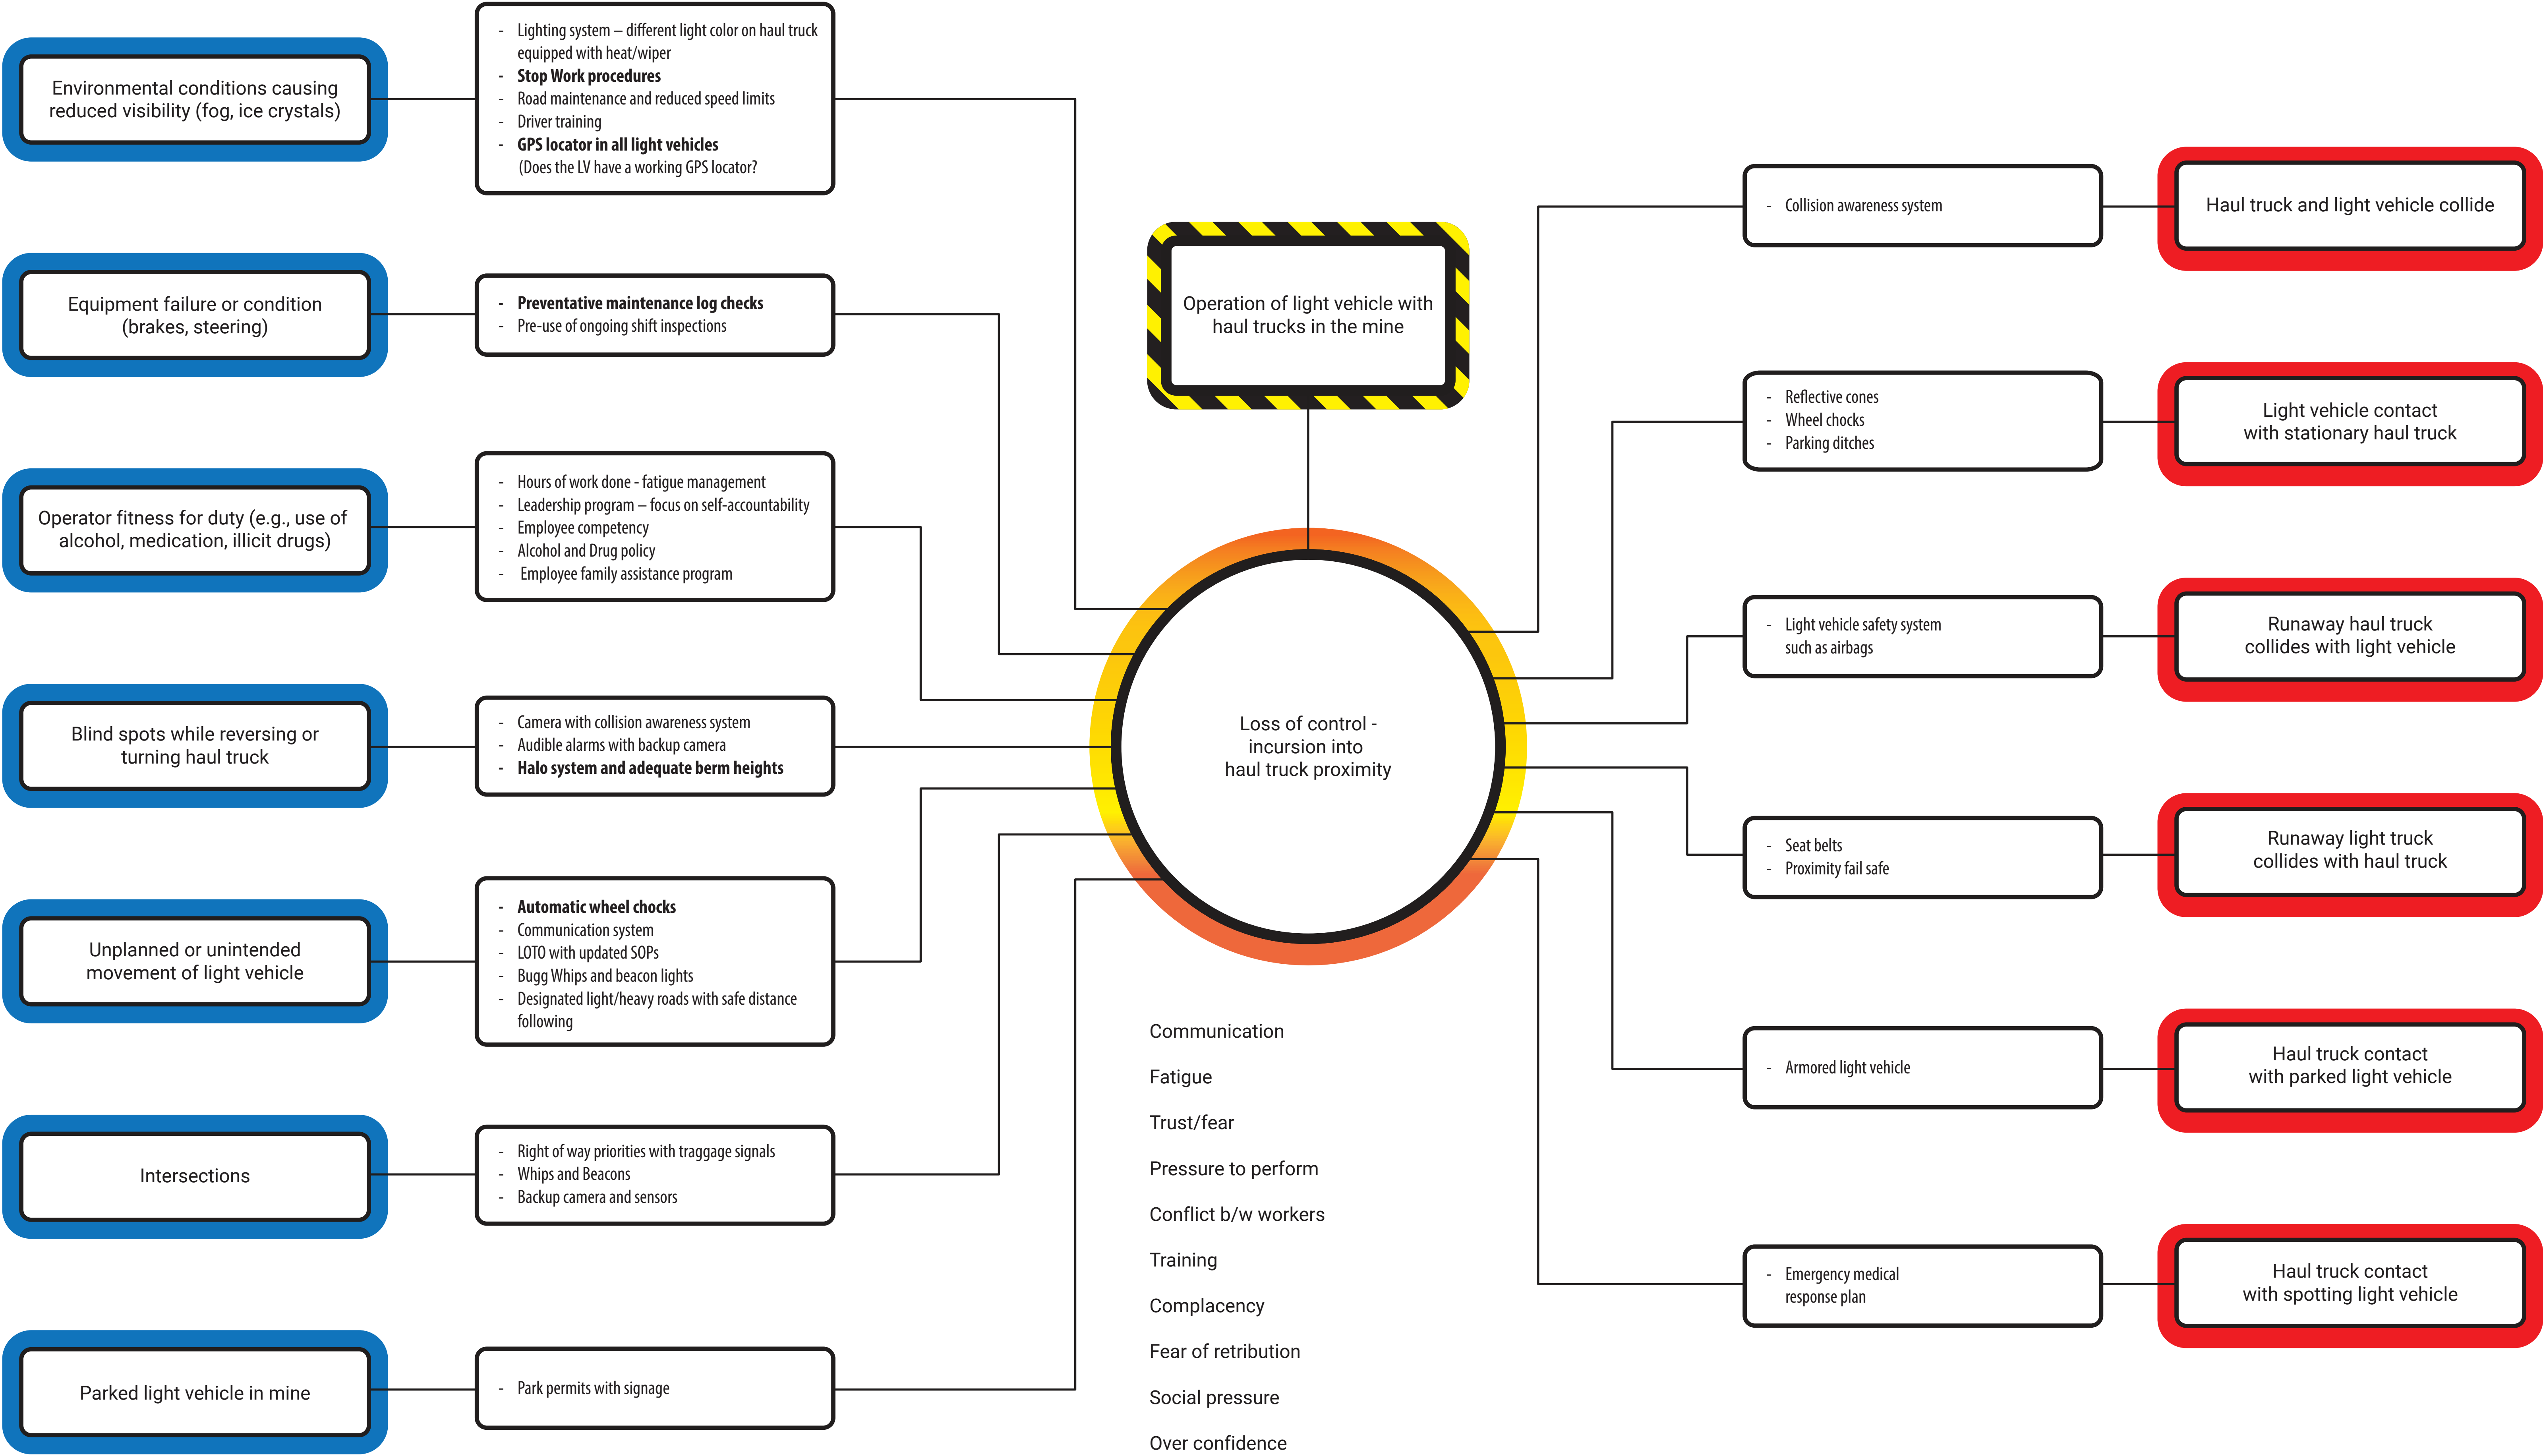 Environmental conditions causing
reduced visibility (fog, ice crystals)
- Lighting system – different light color on haul truck
equipped with heat/wiper
- Stop Work procedures
- Road maintenance and reduced speed limits
- Driver training
- GPS locator in all light vehicles
(Does the LV have a working GPS locator?
Equipment failure or condition
(brakes, steering)
- Preventative maintenance log checks
- Pre-use of ongoing shift inspections
Operator fitness for duty (e.g., use of
alcohol, medication, illicit drugs)
- Hours of work done - fatigue management
- Leadership program – focus on self-accountability
- Employee competency
- Alcohol and Drug policy
- Employee family assistance program
Blind spots while reversing or
turning haul truck
- Camera with collision awareness system
- Audible alarms with backup camera
- Halo system and adequate berm heights
Unplanned or unintended
movement of light vehicle
- Automatic wheel chocks
- Communication system
- LOTO with updated SOPs
- Bugg Whips and beacon lights
- Designated light/heavy roads with safe distance
following
Intersections
- Right of way priorities with traggage signals
- Whips and Beacons
- Backup camera and sensors
Parked light vehicle in mine
- Park permits with signage
Operation of light vehicle with
haul trucks in the mine
Loss of control -
incursion into
haul truck proximity
Communication
Fatigue
Trust/fear
Pressure to perform
Conflict b/w workers
Training
Complacency
Fear of retribution
Social pressure
Over confidence
- Collision awareness system
Haul truck and light vehicle collide
- Reflective cones
- Wheel chocks
- Parking ditches
Light vehicle contact
with stationary haul truck
- Light vehicle safety system
such as airbags
Runaway haul truck
collides with light vehicle
- Seat belts
- Proximity fail safe
Runaway light truck
collides with haul truck
- Armored light vehicle
Haul truck contact
with parked light vehicle
- Emergency medical
response plan
Haul truck contact
with spotting light vehicle